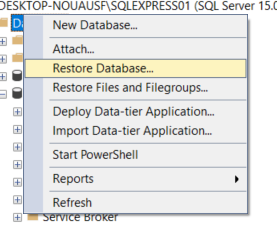 DESKTOP-NOUAUSF\SQLEXPRESS01 (SQL Server 15.0
Da
New Database...
Attach...
Restore Database...
Restore Files and Filegroups...
Deploy Data-tier Application...
Import Data-tier Application...
Start PowerShell
Reports
Refresh
Service Broker